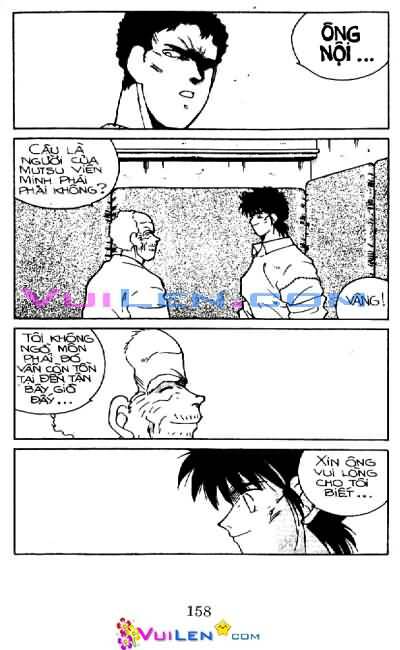 ÔNG
NỘI...
CẬU LÀ
NGƯỜI CỦA
MUTSU VIÊN
MINH PHÁI
PHẢI KHÔNG?
VÂNG!
TÔI KHÔNG
NGỜ MÔN
PHÁI ĐÓ
VẪN CÒN TỒN
TẠI ĐẾN TẬN
BÂY GIỜ
ĐẤY...
VUILEN.COM
XIN ÔNG
VUI LÒNG
CHO TÔI
BIẾT...
158
VUILEN.COM